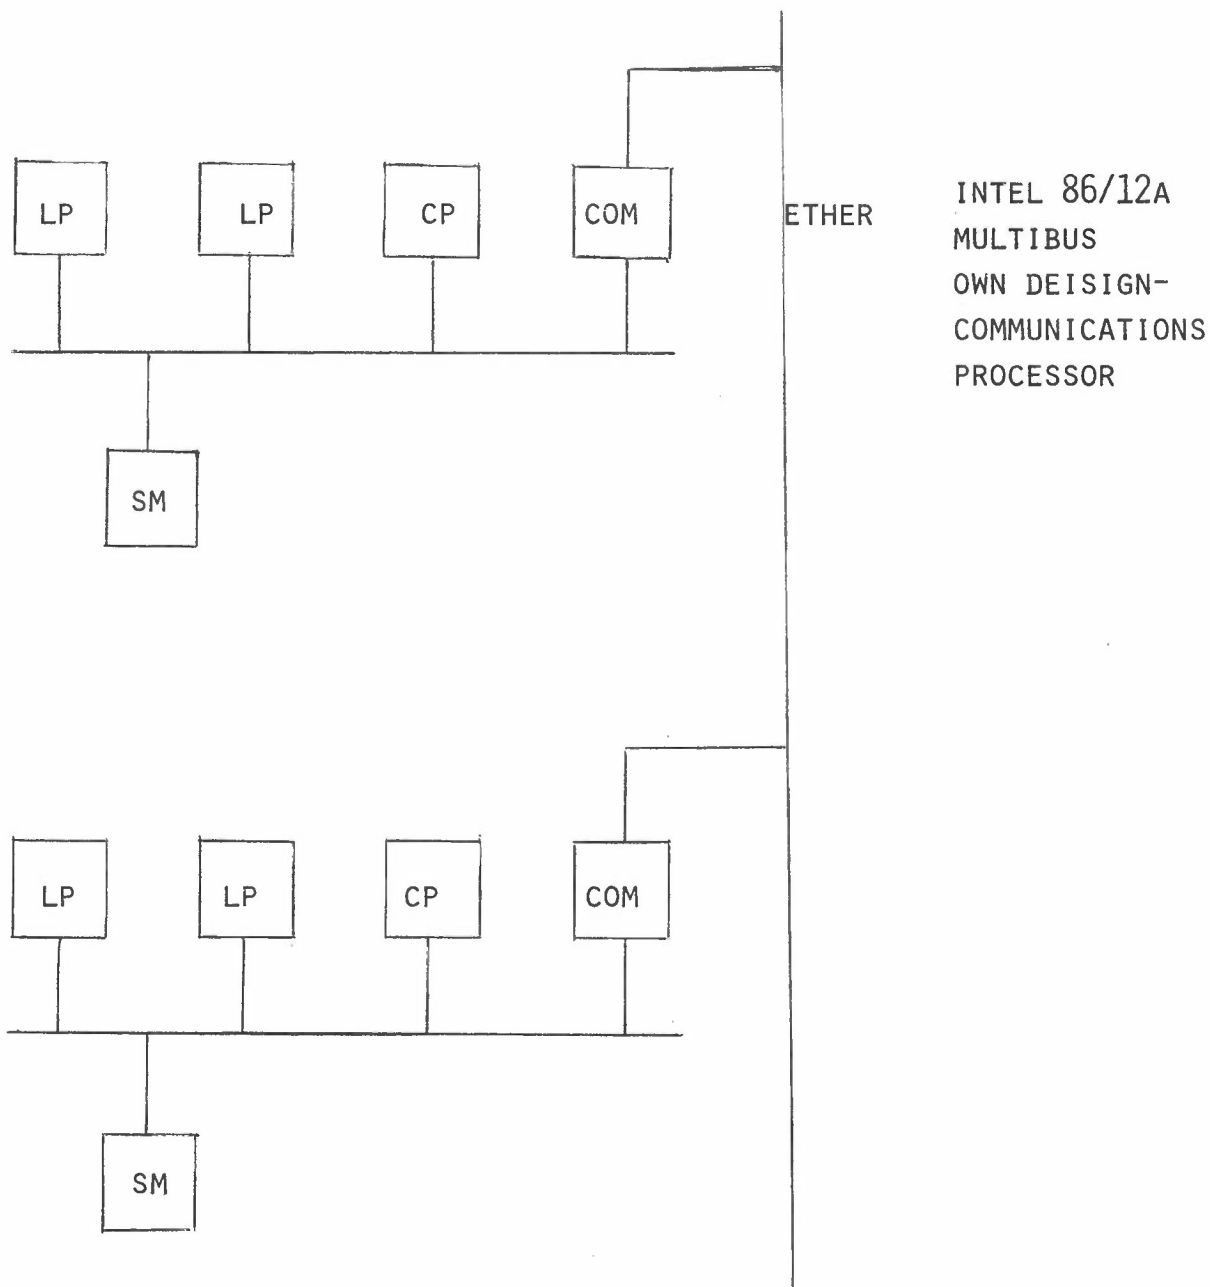 LP
LP
CP
COM
ETHER
INTEL 86/12A
MULTIBUS
OWN DEISIGN-
COMMUNICATIONS
PROCESSOR
SM
LP
LP
CP
COM
SM